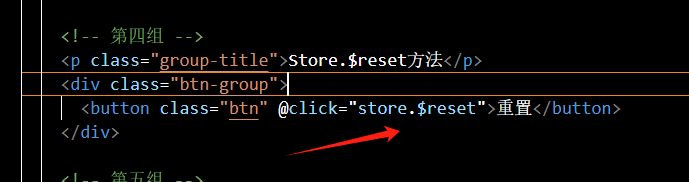 <!-- 第四组 -->
<p class="group-title">Store.$reset方法</p>
<div class="btn-group">
<button class="btn" @click="store.$reset">重置</button>
</div>
<!-- 第五组 -->